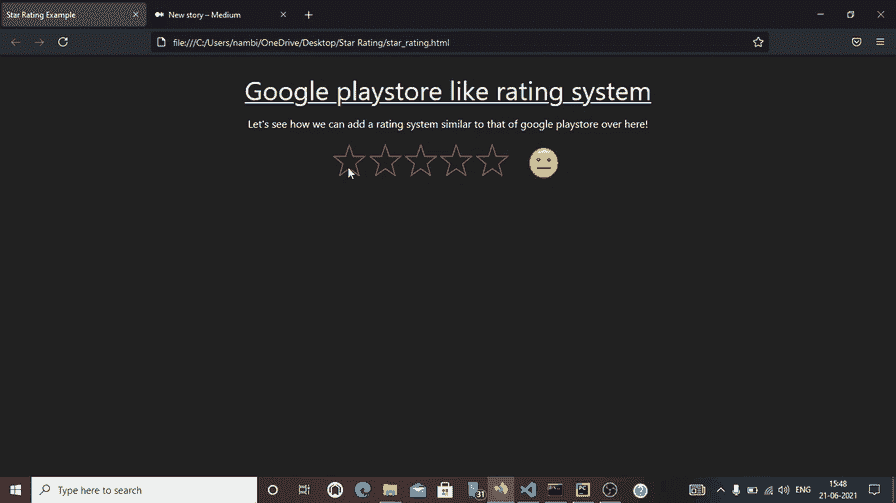 Star Rating Example
New story – Medium
file:///C:/Users/nambi/OneDrive/Desktop/Star Rating/star_rating.html
Google playstore like rating system
Let's see how we can add a rating system similar to that of google playstore over here!
Type here to search
31
PC
ENG
15:48
21-06-2021